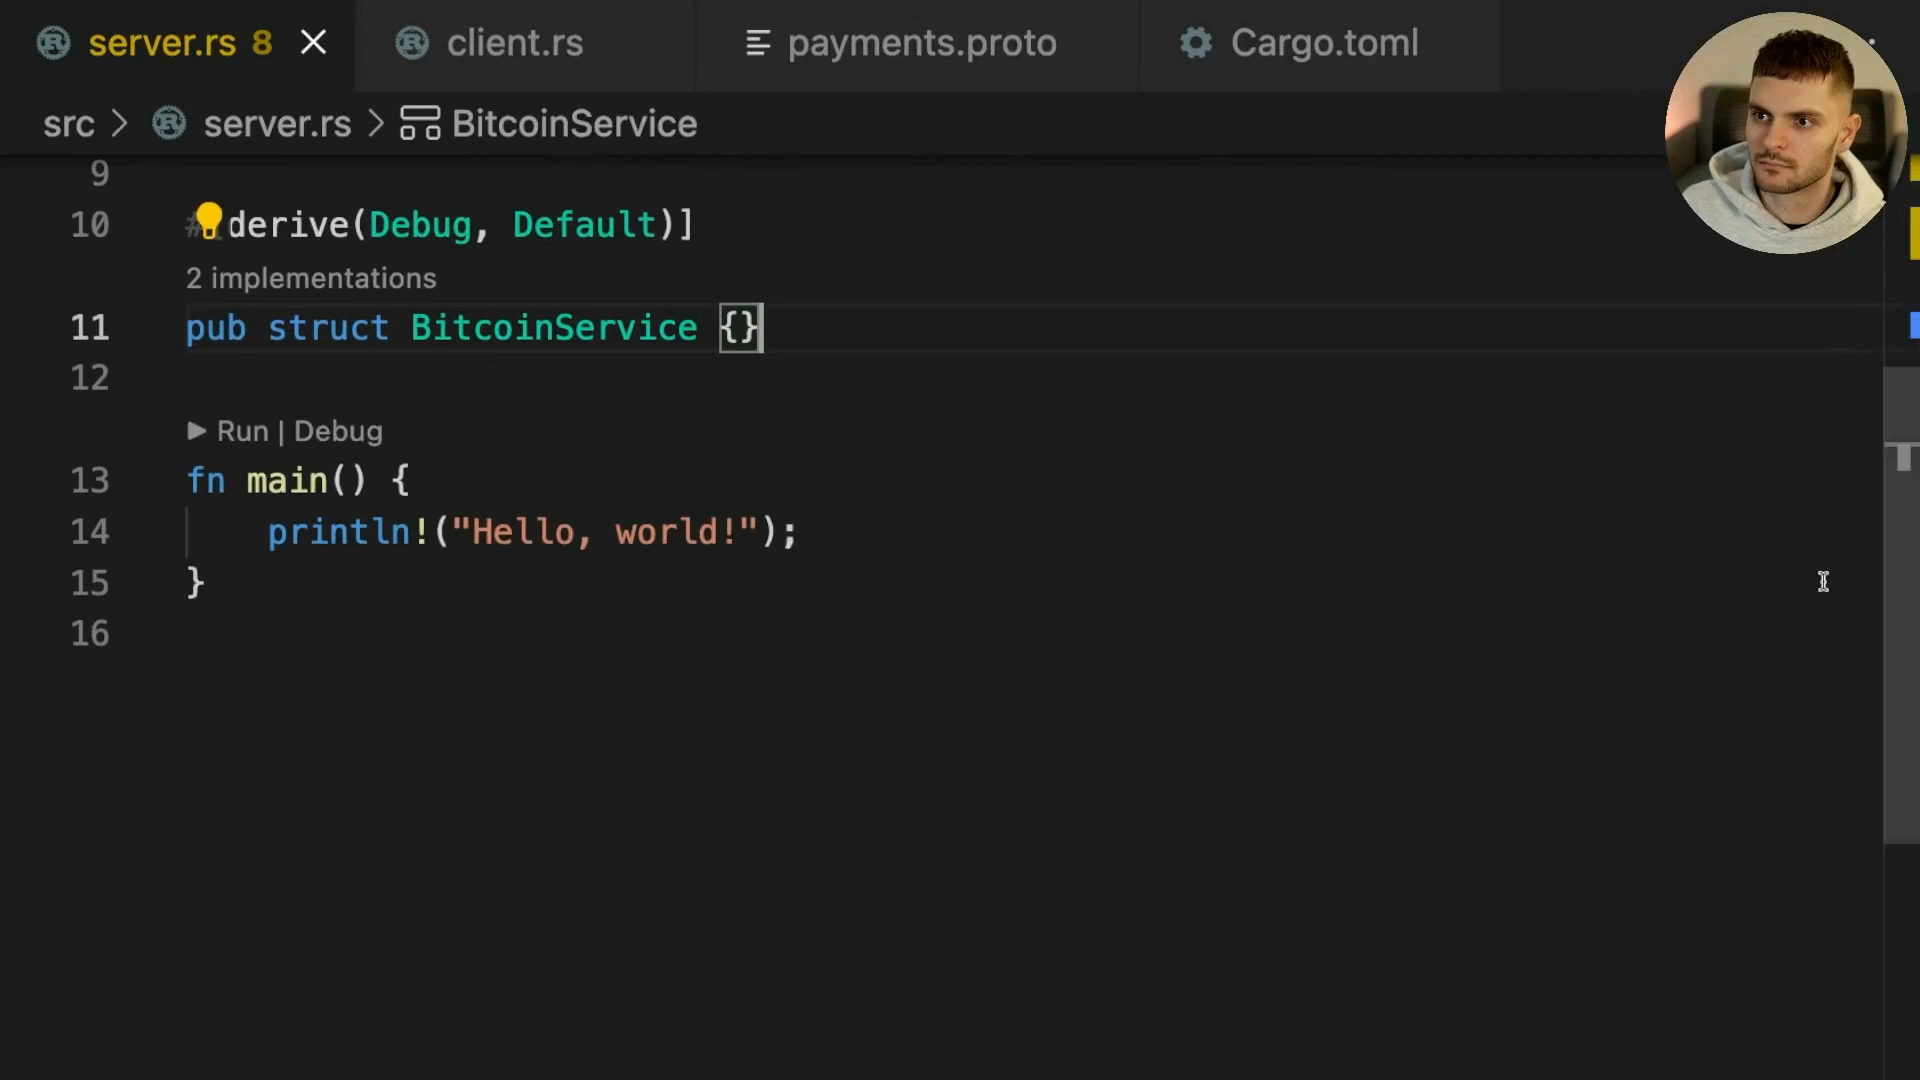 server.rs 8 client.rs payments.proto Cargo.toml
src > server.rs > BitcoinService
9
10 #[derive(Debug, Default)]
2 implementations
11 pub struct BitcoinService {}
12
Run | Debug
13 fn main() {
14 println!("Hello, world!");
15 }
16